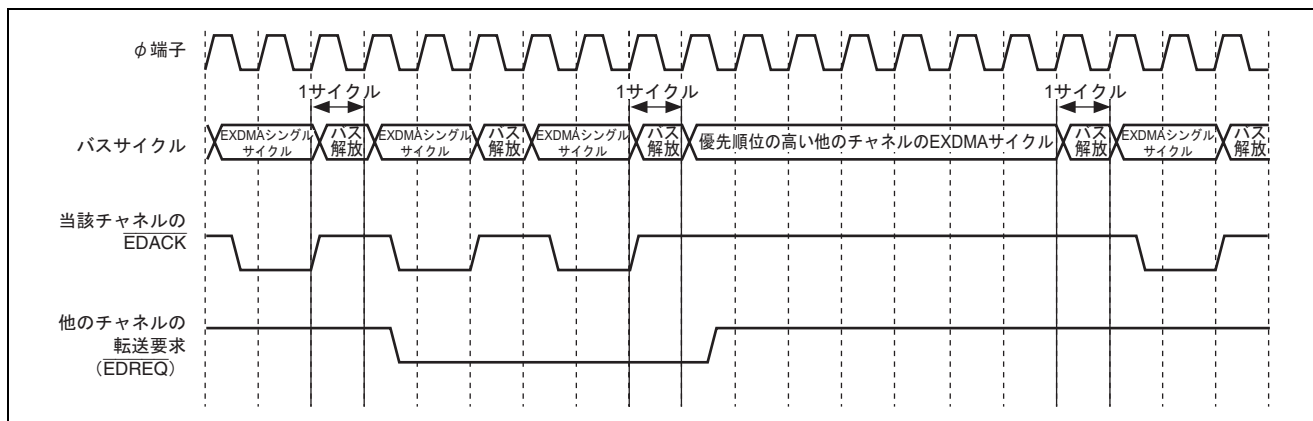 φ端子
1サイクル
1サイクル
1サイクル
バスサイクル
EXDMAシングル
サイクル
バス
解放
EXDMAシングル
サイクル
バス
解放
EXDMAシングル
サイクル
バス
解放
優先順位の高い他のチャネルのEXDMAサイクル
バス
解放
EXDMAシングル
サイクル
バス
解放
当該チャネルの
EDACK
他のチャネルの
転送要求
(EDREQ)